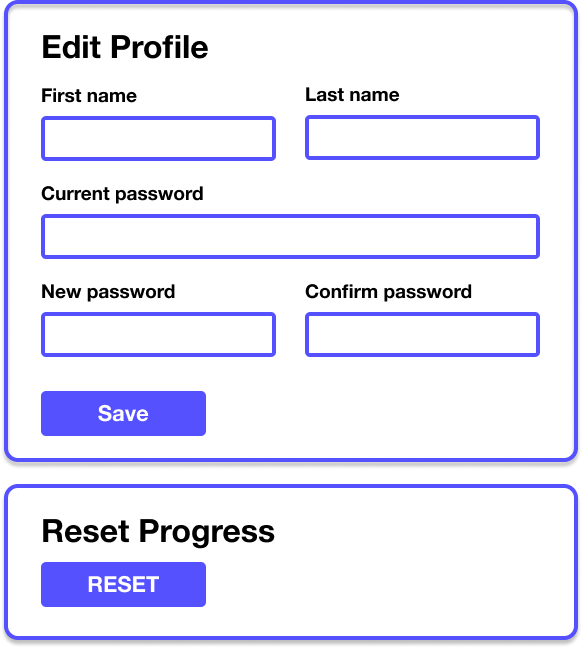 Edit Profile
First name
Last name
Current password
New password
Confirm password
Save
Reset Progress
RESET